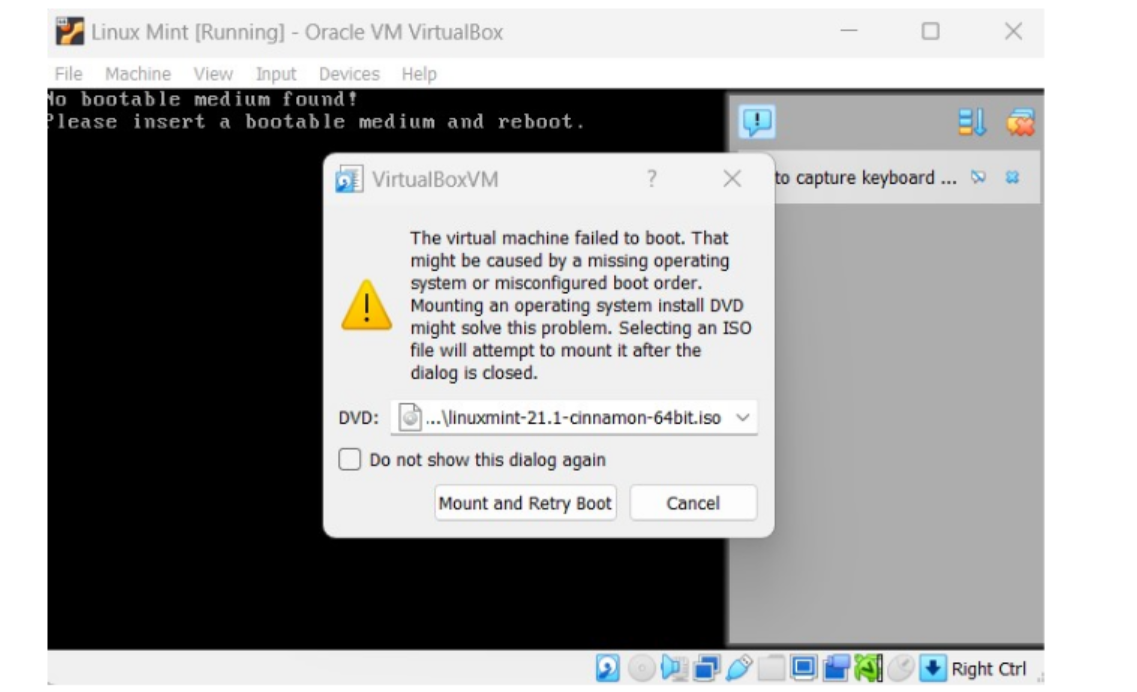 Linux Mint [Running] - Oracle VM VirtualBox
File Machine View Input Devices Help
No bootable medium found!
Please insert a bootable medium and reboot.
VirtualBoxVM
to capture keyboard ...
The virtual machine failed to boot. That
might be caused by a missing operating
system or misconfigured boot order.
Mounting an operating system install DVD
might solve this problem. Selecting an ISO
file will attempt to mount it after the
dialog is closed.
DVD: ...\linuxmint-21.1-cinnamon-64bit.iso
Do not show this dialog again
Mount and Retry Boot Cancel
Right Ctrl